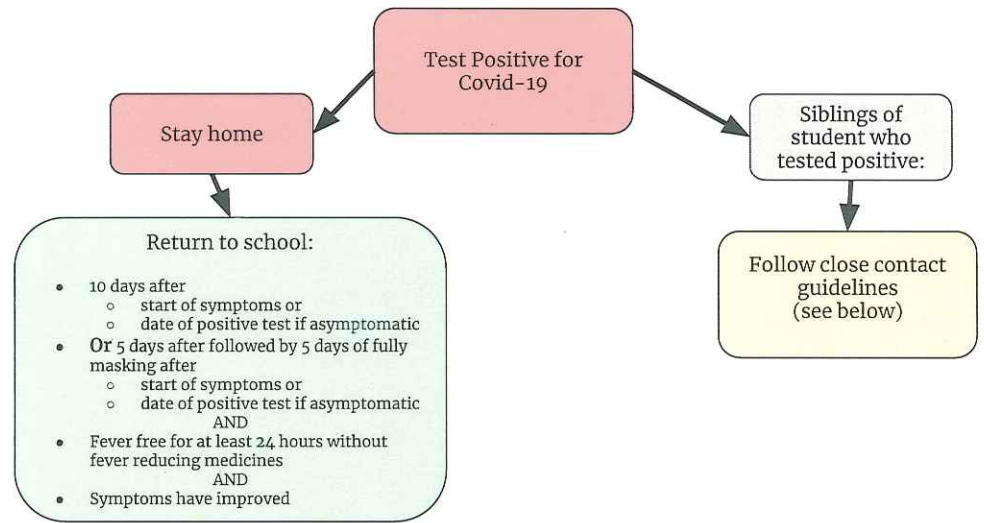 Test Positive for
Covid-19
Stay home
Siblings of
student who
tested positive:
Return to school:
• 10 days after
○ start of symptoms or
○ date of positive test if asymptomatic
• Or 5 days after followed by 5 days of fully
masking after
○ start of symptoms or
○ date of positive test if asymptomatic
AND
• Fever free for at least 24 hours without
fever reducing medicines
AND
• Symptoms have improved
Follow close contact
guidelines
(see below)